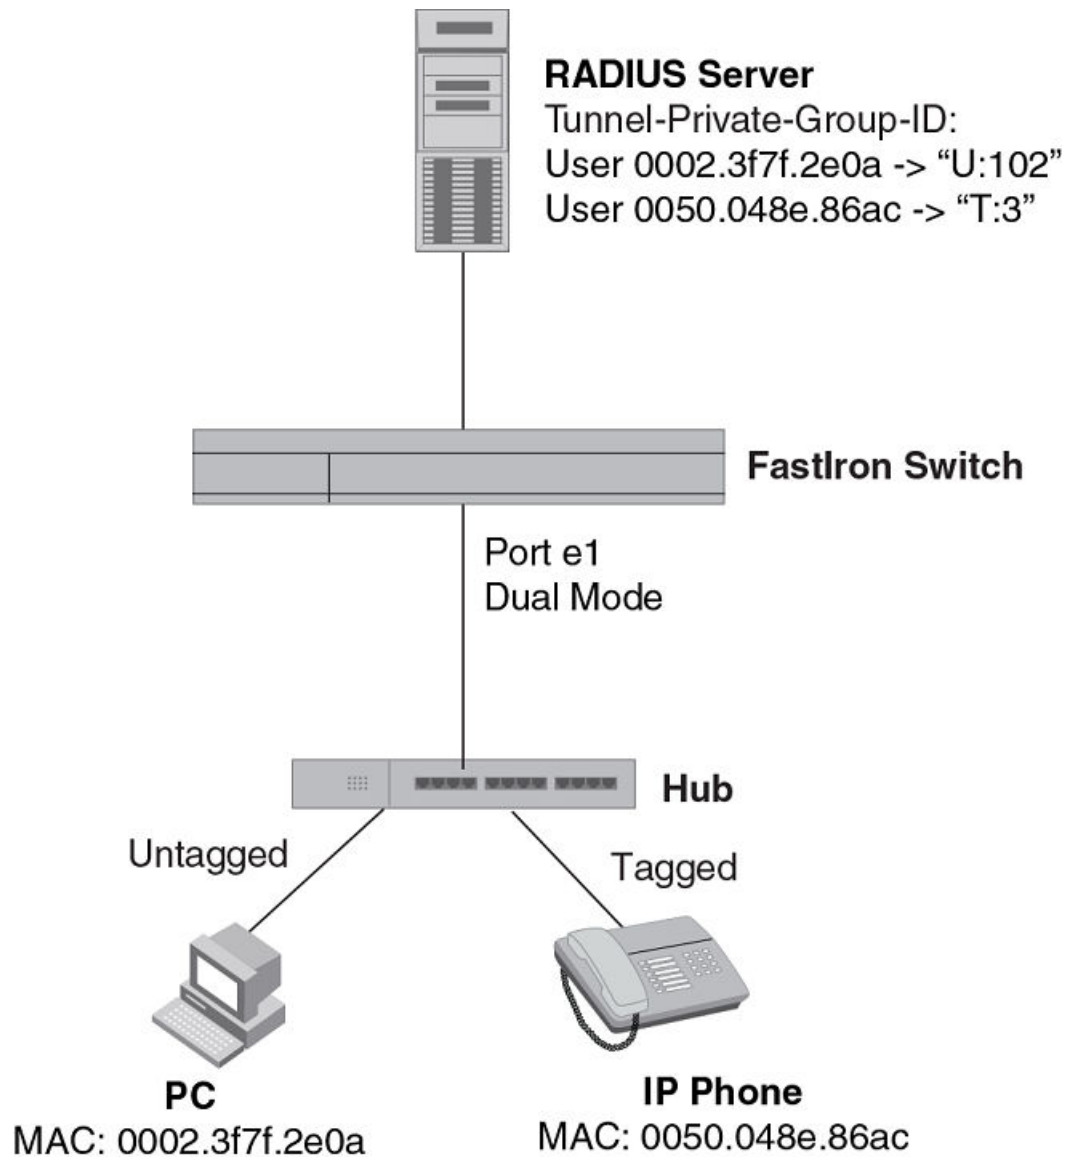 RADIUS Server
Tunnel-Private-Group-ID:
User 0002.3f7f.2e0a -> “U:102”
User 0050.048e.86ac -> “T:3”
FastIron Switch
Port e1
Dual Mode
Hub
Untagged
Tagged
PC
MAC: 0002.3f7f.2e0a
IP Phone
MAC: 0050.048e.86ac